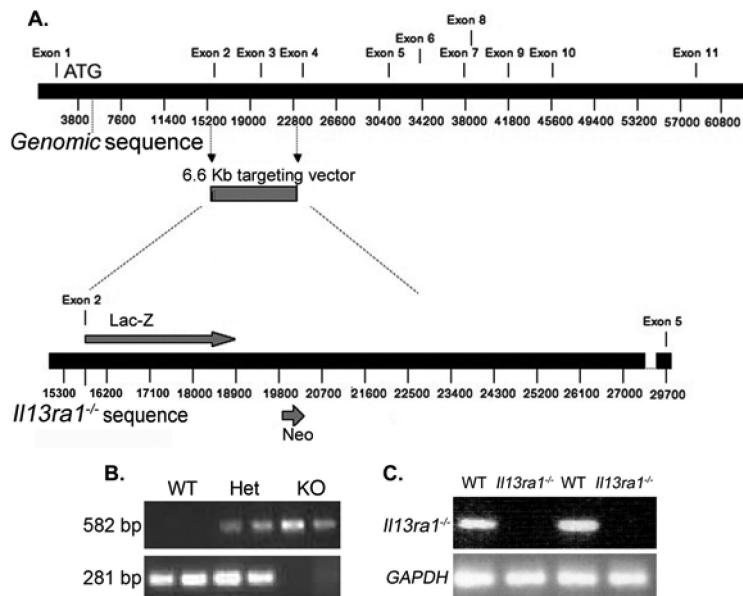 A.
Exon 8
Exon 6
Exon 1 Exon 2 Exon 3 Exon 4 Exon 5 Exon 7 Exon 9 Exon 10 Exon 11
ATG
3800 7600 11400 15200 19000 22800 26600 30400 34200 38000 41800 45600 49400 53200 57000 60800
Genomic sequence
6.6 Kb targeting vector
Exon 2
Lac-Z
Exon 5
15300 16200 17100 18000 18900 19800 20700 21600 22500 23400 24300 25200 26100 27000 29700
Il13ra1-/- sequence
Neo
B.
WT Het KO
582 bp
281 bp
C.
WT Il13ra1-/- WT Il13ra1-/-
Il13ra1-/-
GAPDH